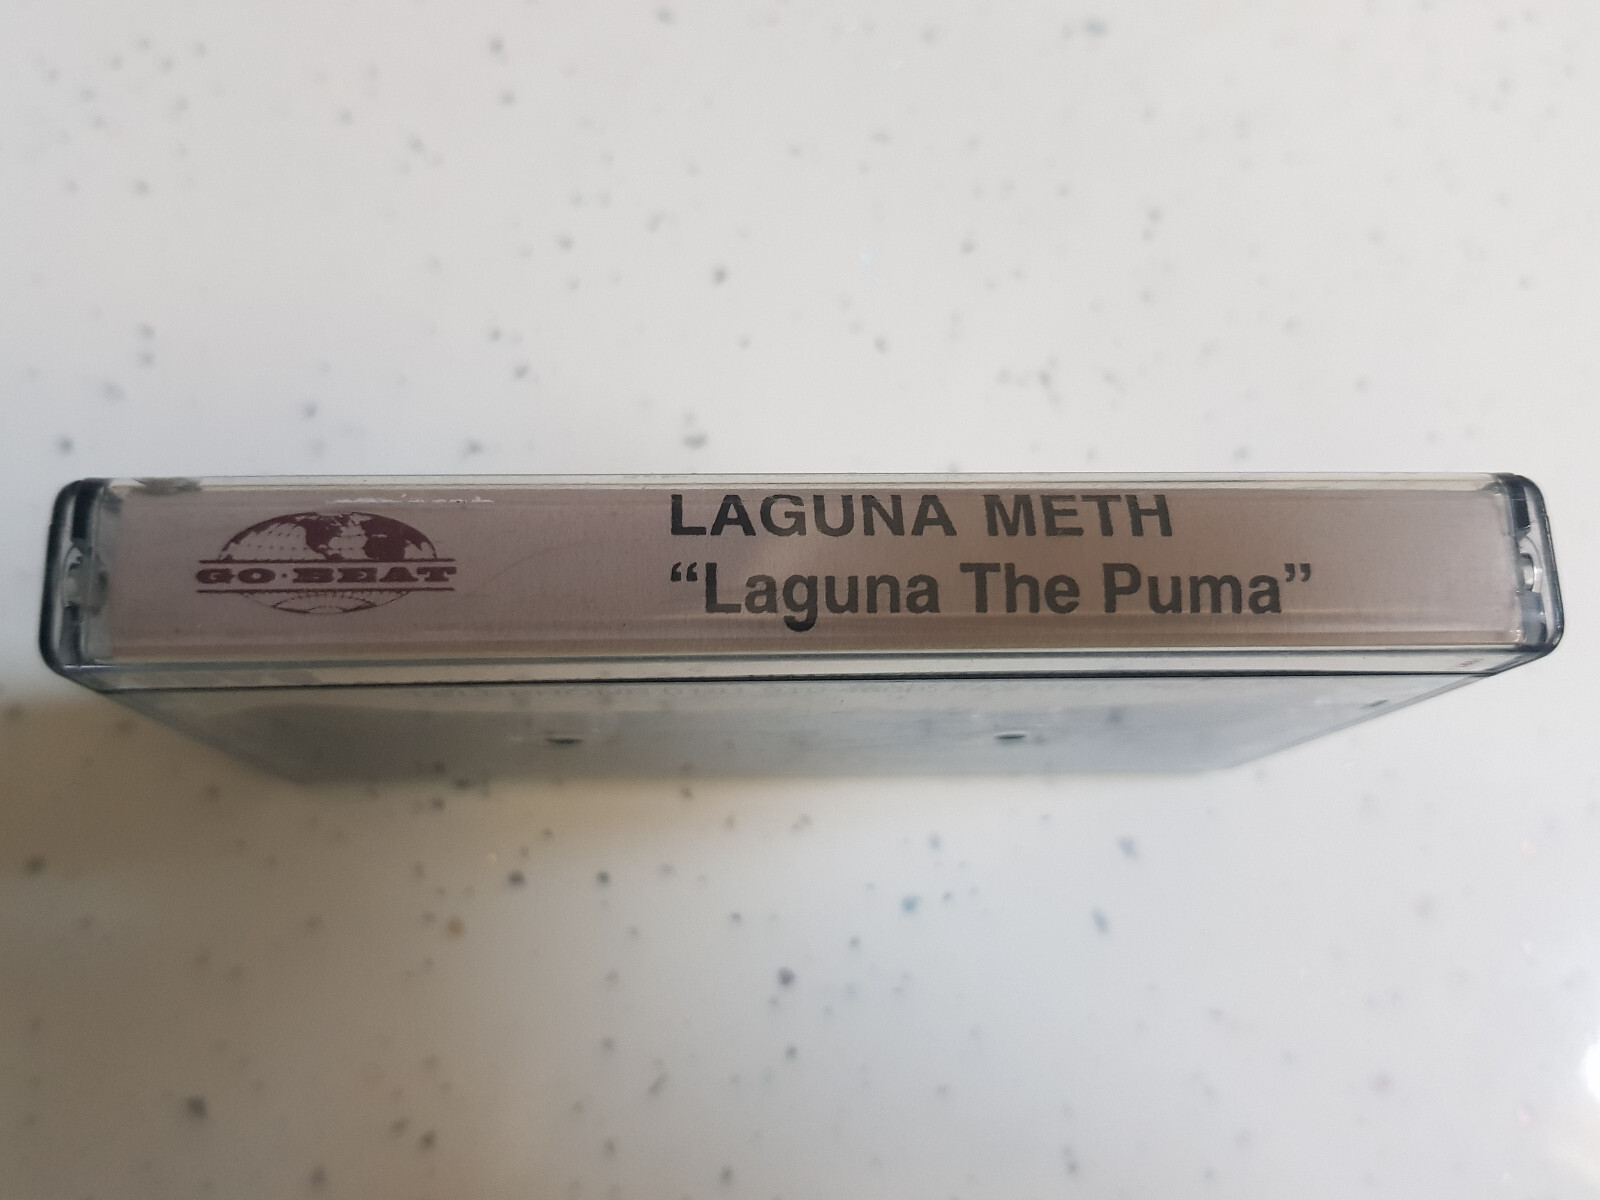 GO·BEAT
LAGUNA METH
“Laguna The Puma”